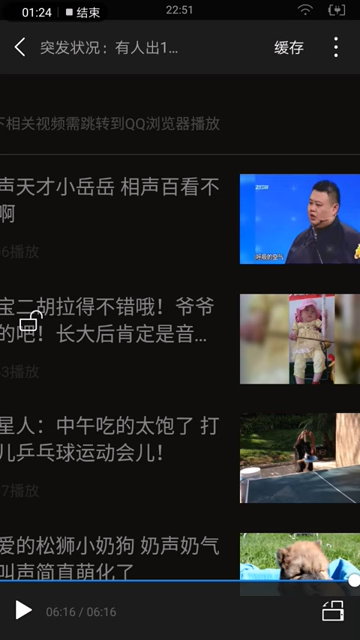 01:24 结束
22:51
突发状况：有人出1...
缓存
下相关视频需跳转到QQ浏览器播放
声天才小岳岳 相声百看不
啊
6播放
呼吸的空气
宝二胡拉得不错哦！爷爷
的吧！长大后肯定是音...
3播放
星人：中午吃的太饱了 打
儿乒乓球运动会儿！
7播放
爱的松狮小奶狗 奶声奶气
叫声简直萌化了
06:16 / 06:16